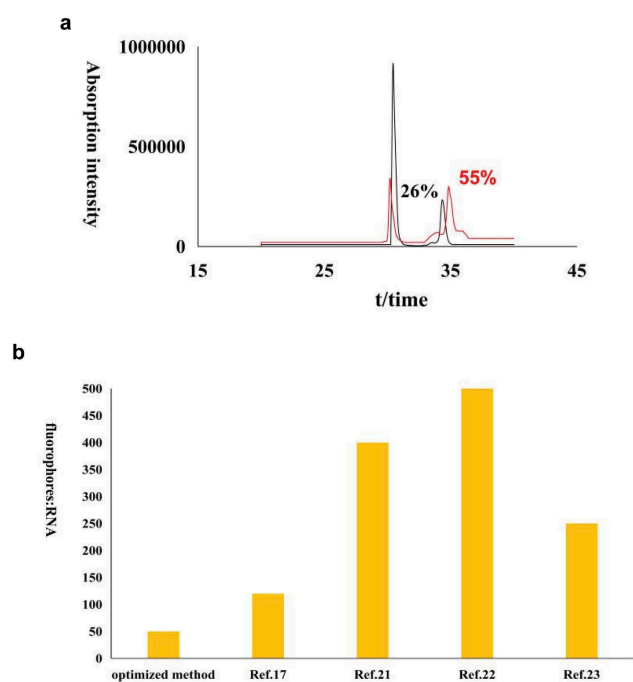 a
1000000
500000
0
Absorption intensity
26%
55%
15
25
35
45
t/time
b
500
450
400
350
300
250
200
150
100
50
0
fluorophores:RNA
optimized method
Ref.17
Ref.21
Ref.22
Ref.23